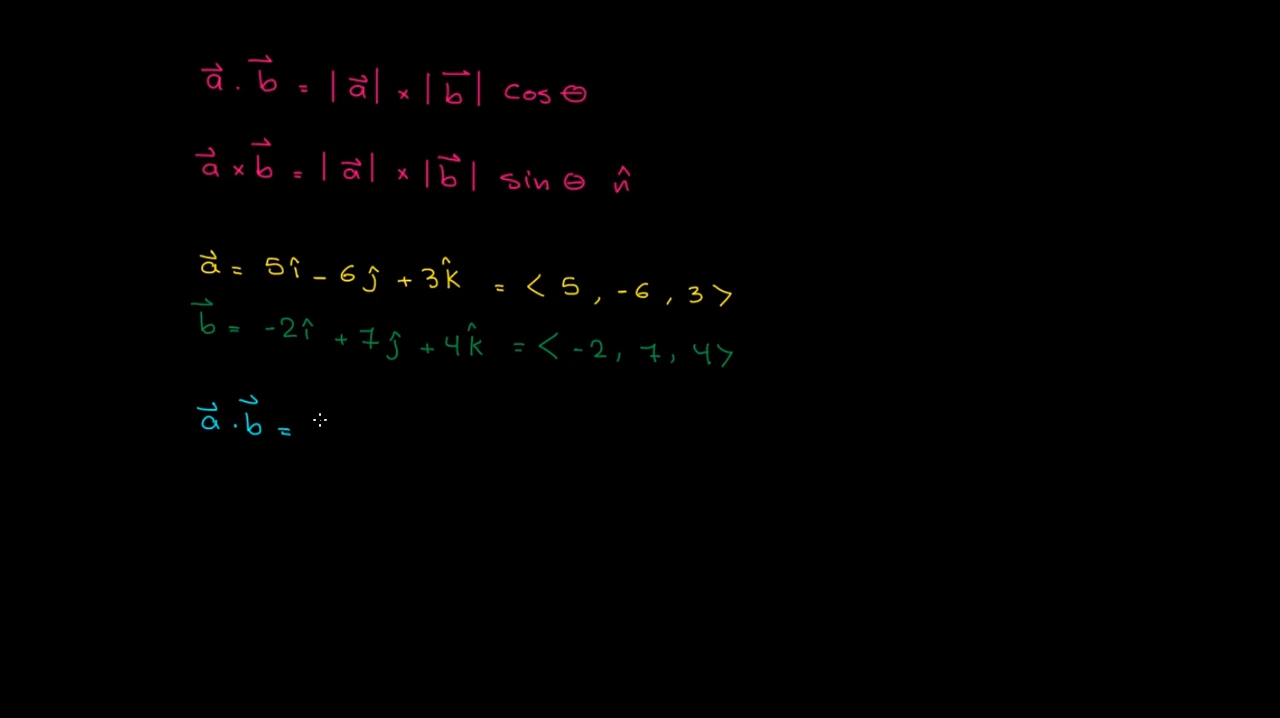 a⃗ . b⃗ = |a⃗| × |b⃗| cos θ
a⃗ × b⃗ = |a⃗| × |b⃗| sin θ n̂
a⃗ = 5î - 6ĵ + 3k̂ = < 5 , -6 , 3 >
b⃗ = -2î + 7ĵ + 4k̂ = < -2 , 7 , 4 >
a⃗ . b⃗ =